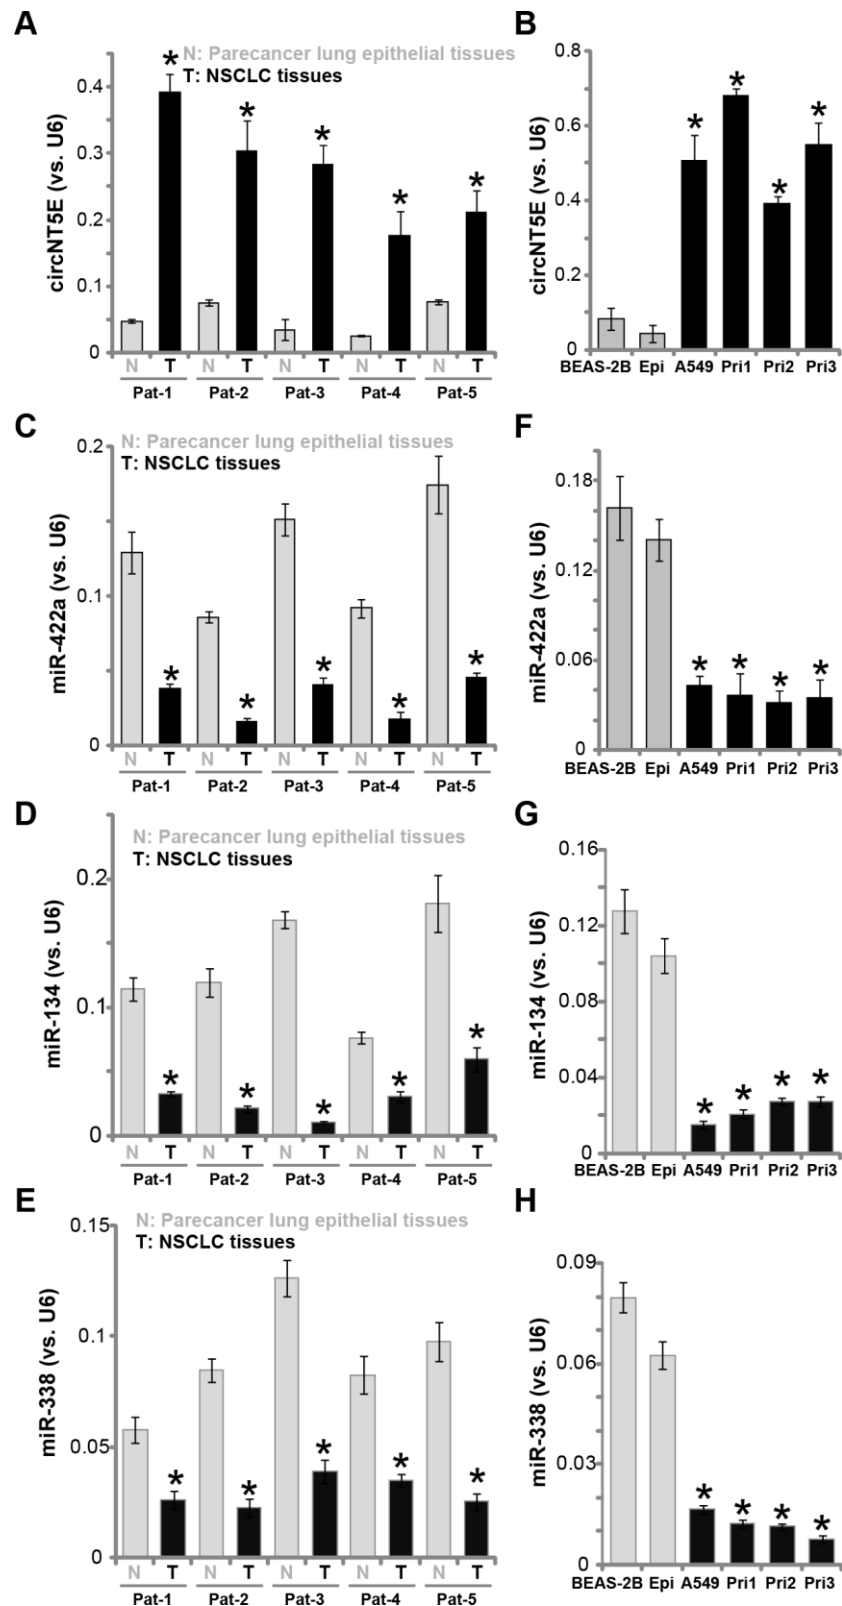 A
N: Parecancer lung epithelial tissues
T: NSCLC tissues
circNT5E (vs. U6)
0.4
0.3
0.2
0.1
0
* * * * *
N T N T N T N T N T
Pat-1 Pat-2 Pat-3 Pat-4 Pat-5
B
circNT5E (vs. U6)
0.8
0.6
0.4
0.2
0
* * * *
BEAS-2B Epi A549 Pri1 Pri2 Pri3
C
N: Parecancer lung epithelial tissues
T: NSCLC tissues
miR-422a (vs. U6)
0.2
0.1
0
* * * * *
N T N T N T N T N T
Pat-1 Pat-2 Pat-3 Pat-4 Pat-5
F
miR-422a (vs. U6)
0.18
0.12
0.06
0
* * * *
BEAS-2B Epi A549 Pri1 Pri2 Pri3
D
N: Parecancer lung epithelial tissues
T: NSCLC tissues
miR-134 (vs. U6)
0.2
0.1
0
* * * * *
N T N T N T N T N T
Pat-1 Pat-2 Pat-3 Pat-4 Pat-5
G
miR-134 (vs. U6)
0.16
0.12
0.08
0.04
0
* * * *
BEAS-2B Epi A549 Pri1 Pri2 Pri3
E
N: Parecancer lung epithelial tissues
T: NSCLC tissues
miR-338 (vs. U6)
0.15
0.1
0.05
0
* * * * *
N T N T N T N T N T
Pat-1 Pat-2 Pat-3 Pat-4 Pat-5
H
miR-338 (vs. U6)
0.09
0.06
0.03
0
* * * *
BEAS-2B Epi A549 Pri1 Pri2 Pri3